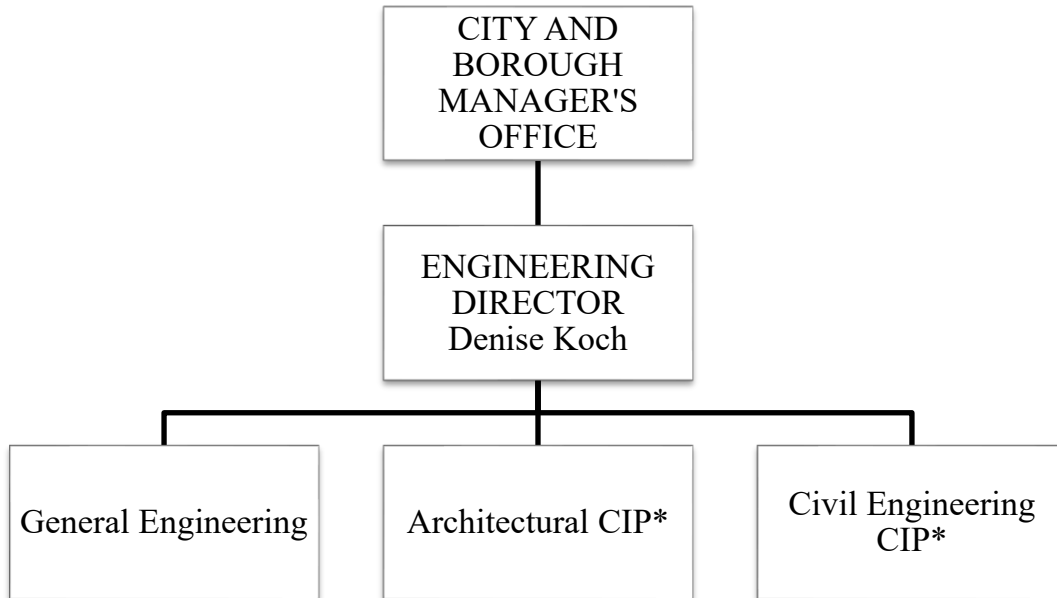 CITY AND
BOROUGH
MANAGER'S
OFFICE
ENGINEERING
DIRECTOR
Denise Koch
General Engineering
Architectural CIP*
Civil Engineering
CIP*